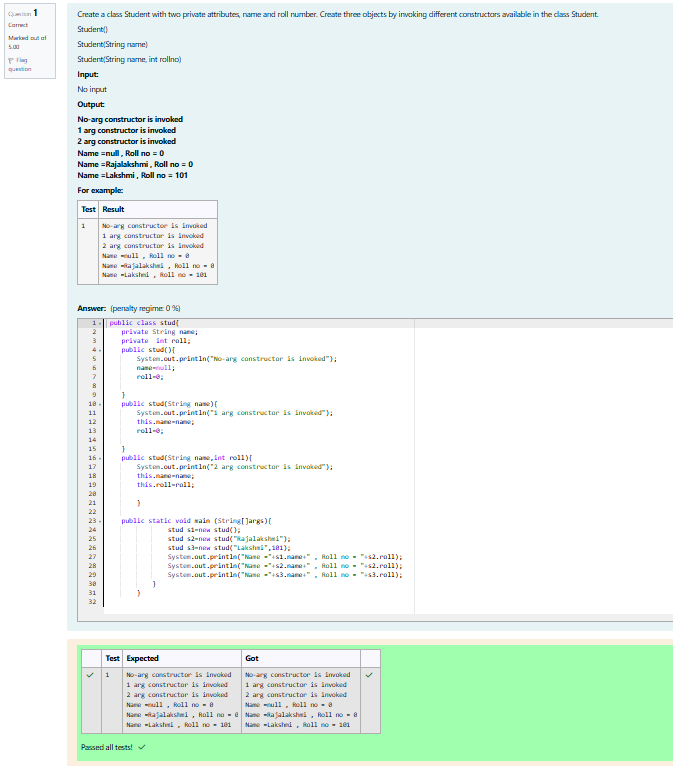 Question 1
Correct
Marked out of
5.00
Flag
question
Create a class Student with two private attributes, name and roll number. Create three objects by invoking different constructors available in the class Student.
Student()
Student(String name)
Student(String name, int rollno)
Input:
No input
Output:
No-arg constructor is invoked
1 arg constructor is invoked
2 arg constructor is invoked
Name =null , Roll no = 0
Name =Rajalakshmi , Roll no = 0
Name =Lakshmi , Roll no = 101
For example:
Test Result
1 No-arg constructor is invoked
1 arg constructor is invoked
2 arg constructor is invoked
Name =null , Roll no = 0
Name =Rajalakshmi , Roll no = 0
Name =Lakshmi , Roll no = 101
Answer: (penalty regime: 0 %)
1 public class stud{
2 private String name;
3 private int roll;
4 public stud(){
5 System.out.println("No-arg constructor is invoked");
6 name=null;
7 roll=0;
8
9 }
10 public stud(String name){
11 System.out.println("1 arg constructor is invoked");
12 this.name=name;
13 roll=0;
14
15 }
16 public stud(String name,int roll){
17 System.out.println("2 arg constructor is invoked");
18 this.name=name;
19 this.roll=roll;
20
21 }
22
23 public static void main (String[]args){
24 stud s1=new stud();
25 stud s2=new stud("Rajalakshmi");
26 stud s3=new stud("Lakshmi",101);
27 System.out.println("Name ="+s1.name+" , Roll no = "+s2.roll);
28 System.out.println("Name ="+s2.name+" , Roll no = "+s2.roll);
29 System.out.println("Name ="+s3.name+" , Roll no = "+s3.roll);
30 }
31 }
32
Test Expected Got
1 No-arg constructor is invoked No-arg constructor is invoked
1 arg constructor is invoked 1 arg constructor is invoked
2 arg constructor is invoked 2 arg constructor is invoked
Name =null , Roll no = 0 Name =null , Roll no = 0
Name =Rajalakshmi , Roll no = 0 Name =Rajalakshmi , Roll no = 0
Name =Lakshmi , Roll no = 101 Name =Lakshmi , Roll no = 101
Passed all tests!